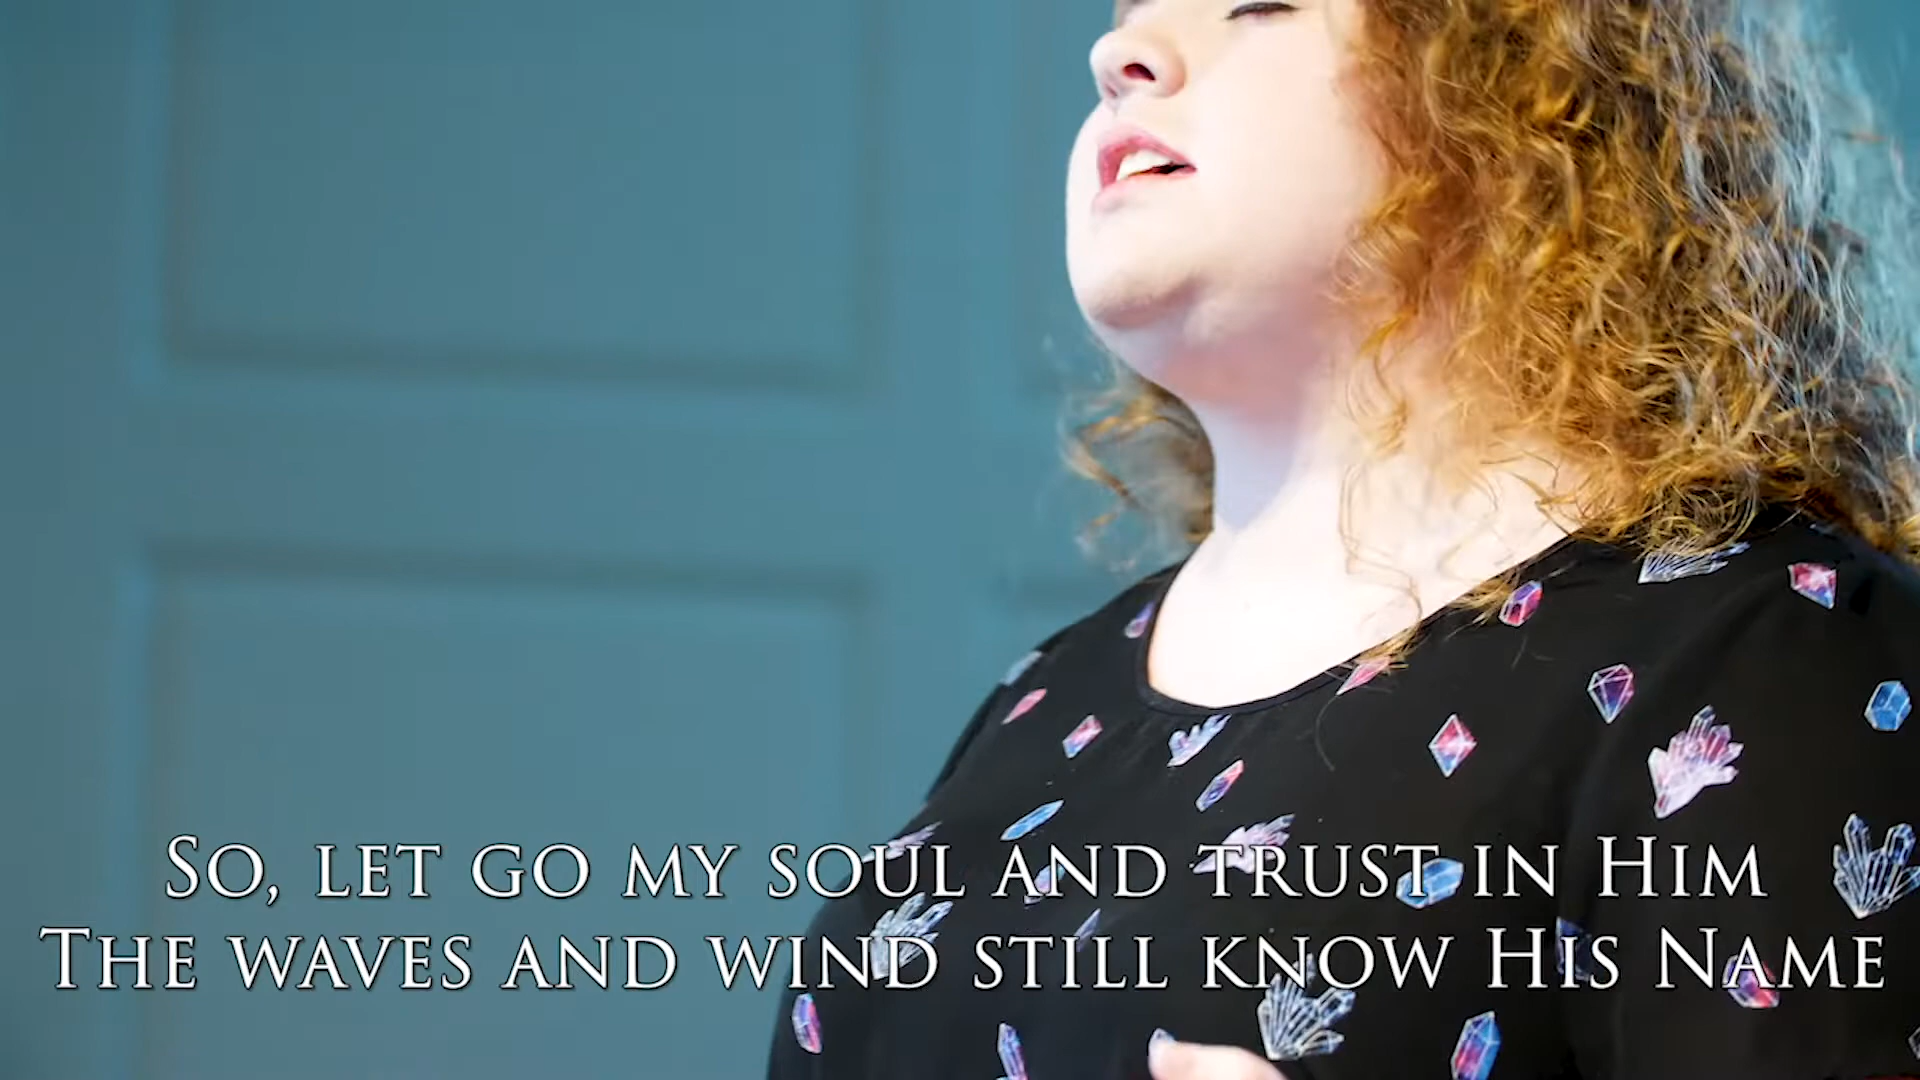 So, let go my soul and trust in Him
The waves and wind still know His Name